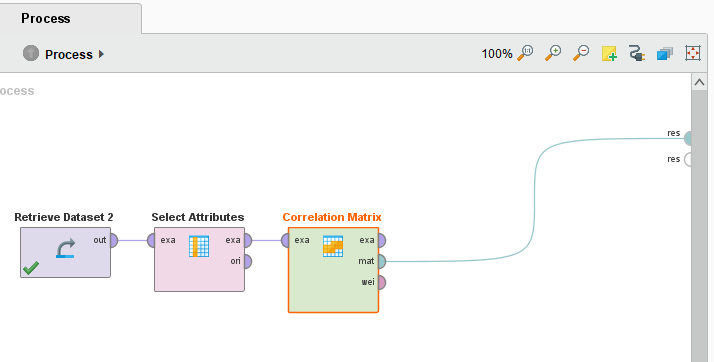 Process
Process
100%
ocess
res
res
Retrieve Dataset 2
Select Attributes
Correlation Matrix
out
exa
exa
ori
exa
exa
mat
wei